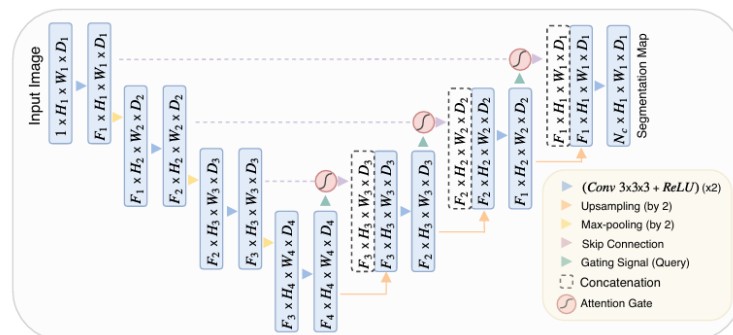 Input Image
1 x H₁ x W₁ x D₁
F₁ x H₁ x W₁ x D₁
F₁ x H₂ x W₂ x D₂
F₂ x H₂ x W₂ x D₂
F₂ x H₃ x W₃ x D₃
F₃ x H₃ x W₃ x D₃
F₃ x H₄ x W₄ x D₄
F₄ x H₄ x W₄ x D₄
F₃ x H₃ x W₃ x D₃
F₃ x H₃ x W₃ x D₃
F₂ x H₃ x W₃ x D₃
F₂ x H₂ x W₂ x D₂
F₂ x H₂ x W₂ x D₂
F₁ x H₂ x W₂ x D₂
F₁ x H₁ x W₁ x D₁
F₁ x H₁ x W₁ x D₁
N_c x H₁ x W₁ x D₁
Segmentation Map
(Conv 3x3x3 + ReLU) (x2)
Upsampling (by 2)
Max-pooling (by 2)
Skip Connection
Gating Signal (Query)
Concatenation
Attention Gate